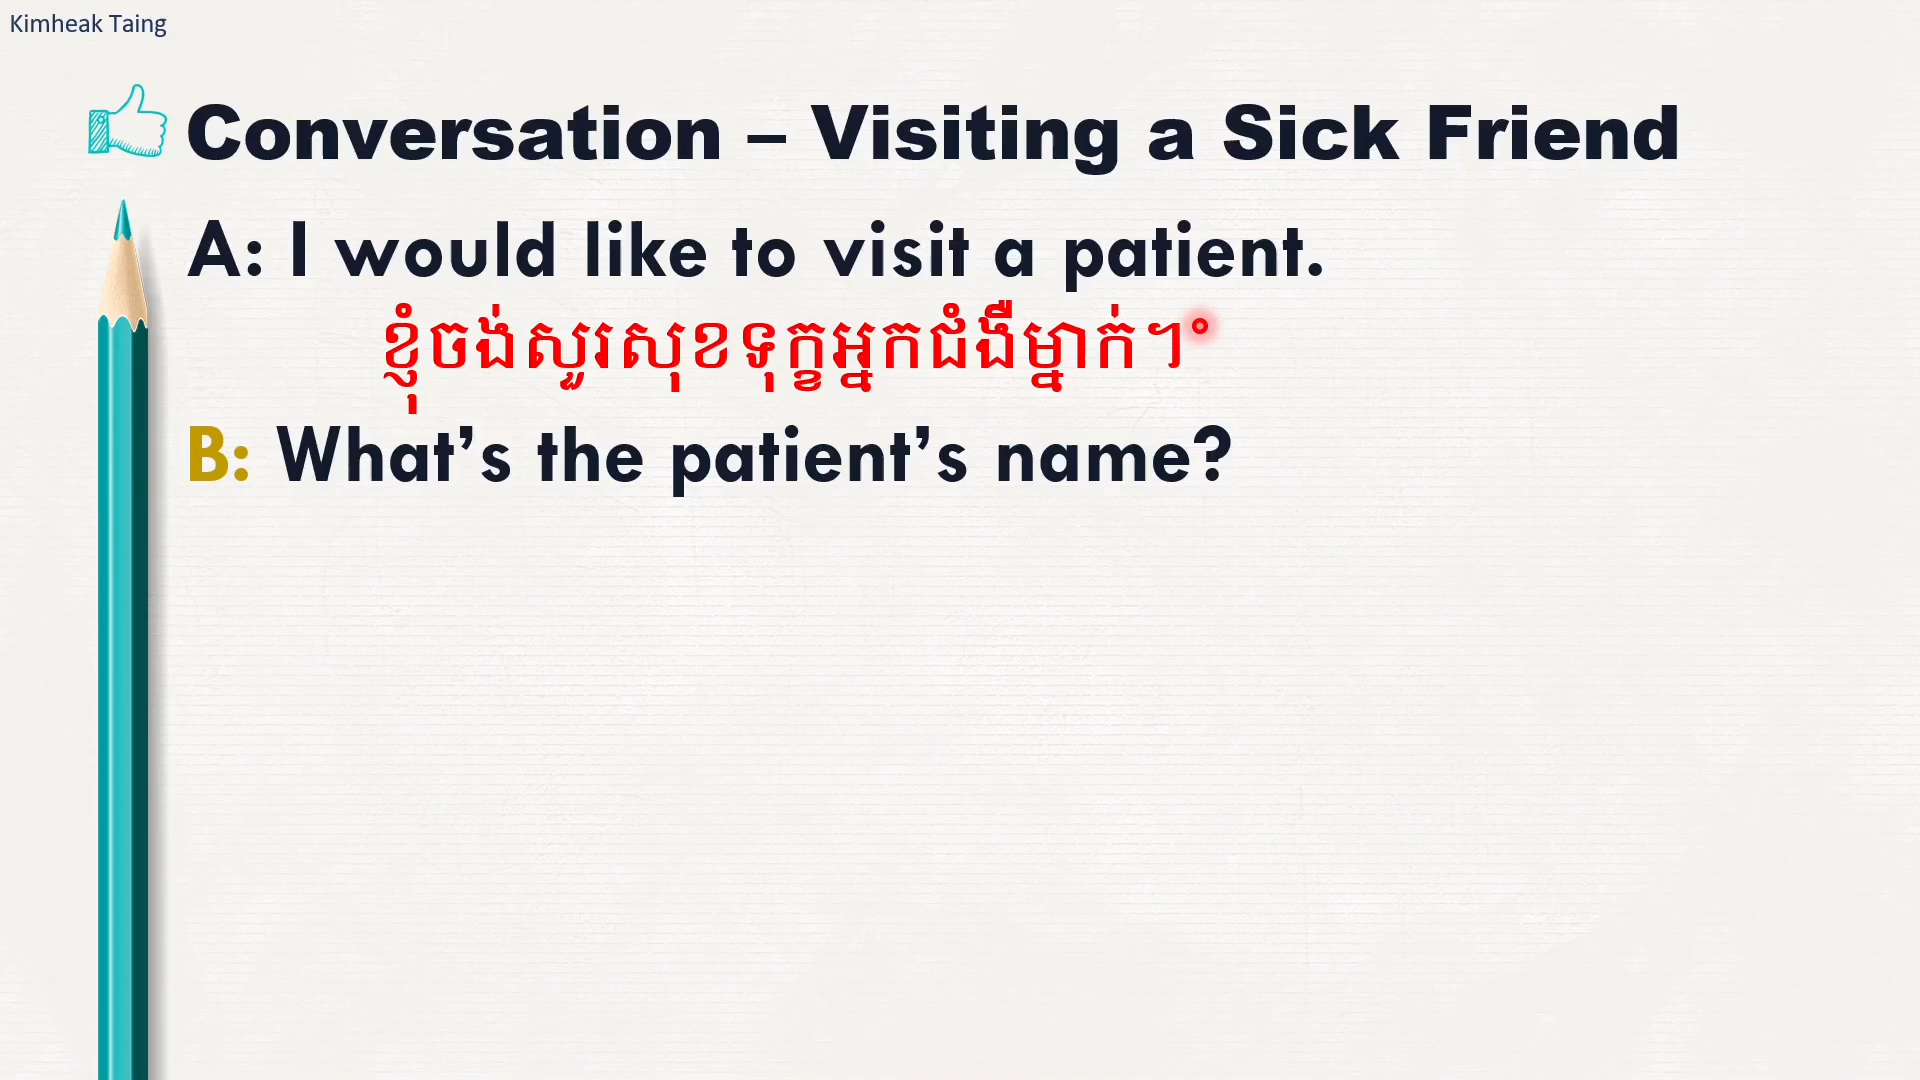 Kimheak Taing
Conversation – Visiting a Sick Friend
A: I would like to visit a patient.
ខ្ញុំចង់សួរសុខទុក្ខអ្នកជំងឺម្នាក់ៗ
B: What’s the patient’s name?